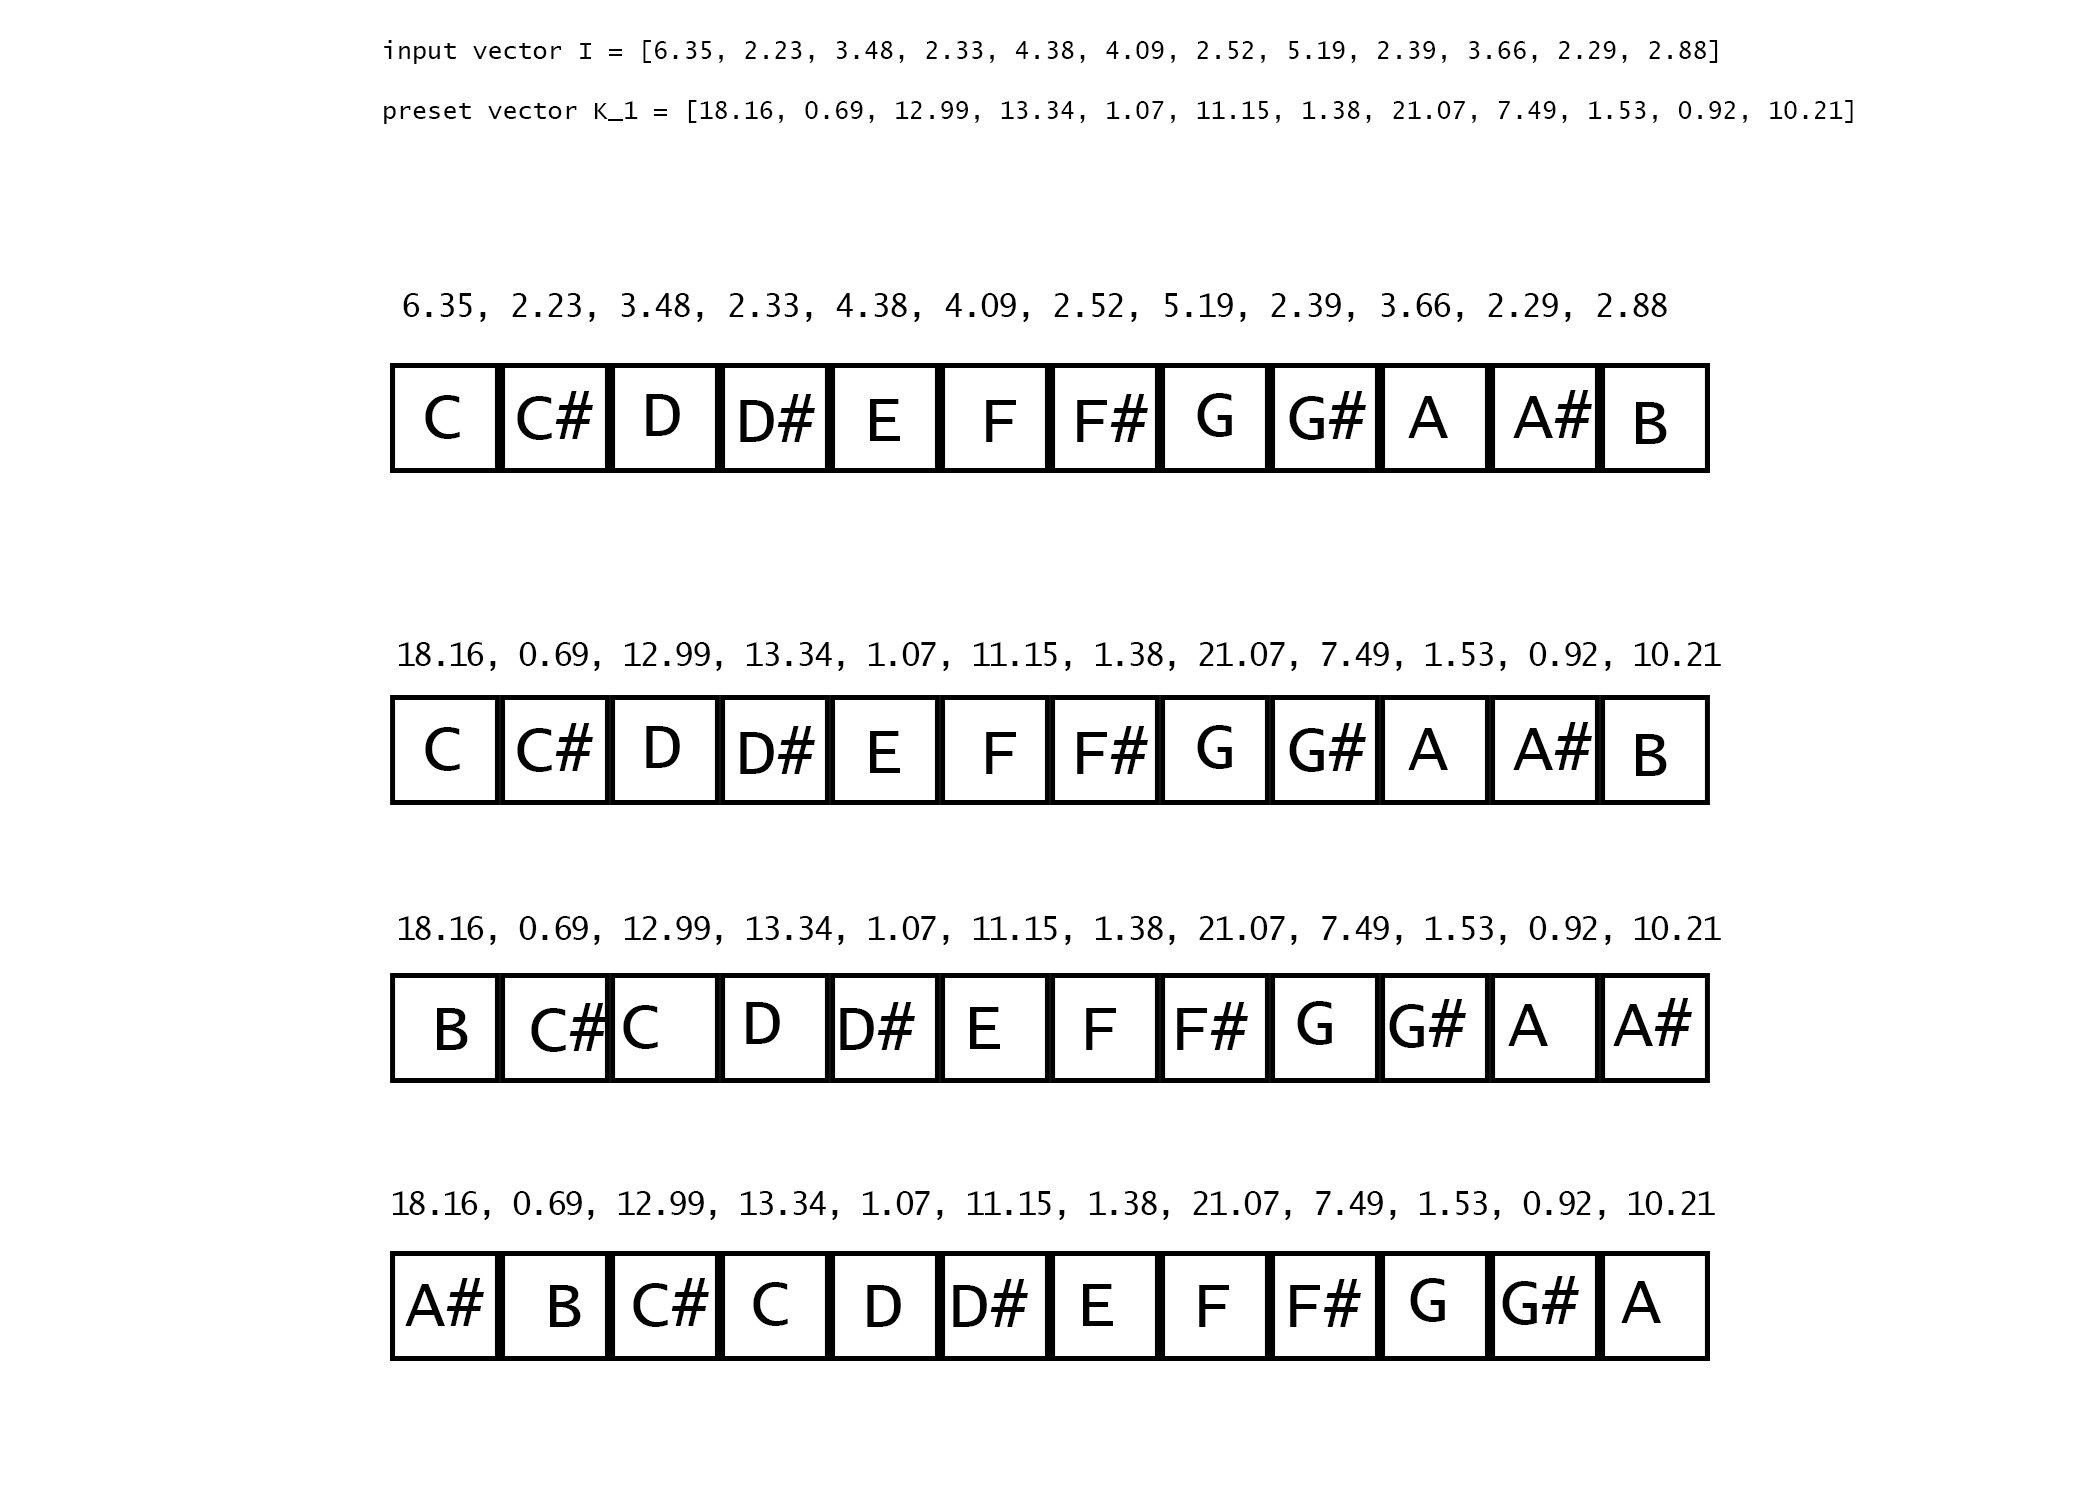 input vector I = [6.35, 2.23, 3.48, 2.33, 4.38, 4.09, 2.52, 5.19, 2.39, 3.66, 2.29, 2.88]
preset vector K_1 = [18.16, 0.69, 12.99, 13.34, 1.07, 11.15, 1.38, 21.07, 7.49, 1.53, 0.92, 10.21]
6.35, 2.23, 3.48, 2.33, 4.38, 4.09, 2.52, 5.19, 2.39, 3.66, 2.29, 2.88
C C# D D# E F F# G G# A A# B
18.16, 0.69, 12.99, 13.34, 1.07, 11.15, 1.38, 21.07, 7.49, 1.53, 0.92, 10.21
C C# D D# E F F# G G# A A# B
18.16, 0.69, 12.99, 13.34, 1.07, 11.15, 1.38, 21.07, 7.49, 1.53, 0.92, 10.21
B C# C D D# E F F# G G# A A#
18.16, 0.69, 12.99, 13.34, 1.07, 11.15, 1.38, 21.07, 7.49, 1.53, 0.92, 10.21
A# B C# C D D# E F F# G G# A